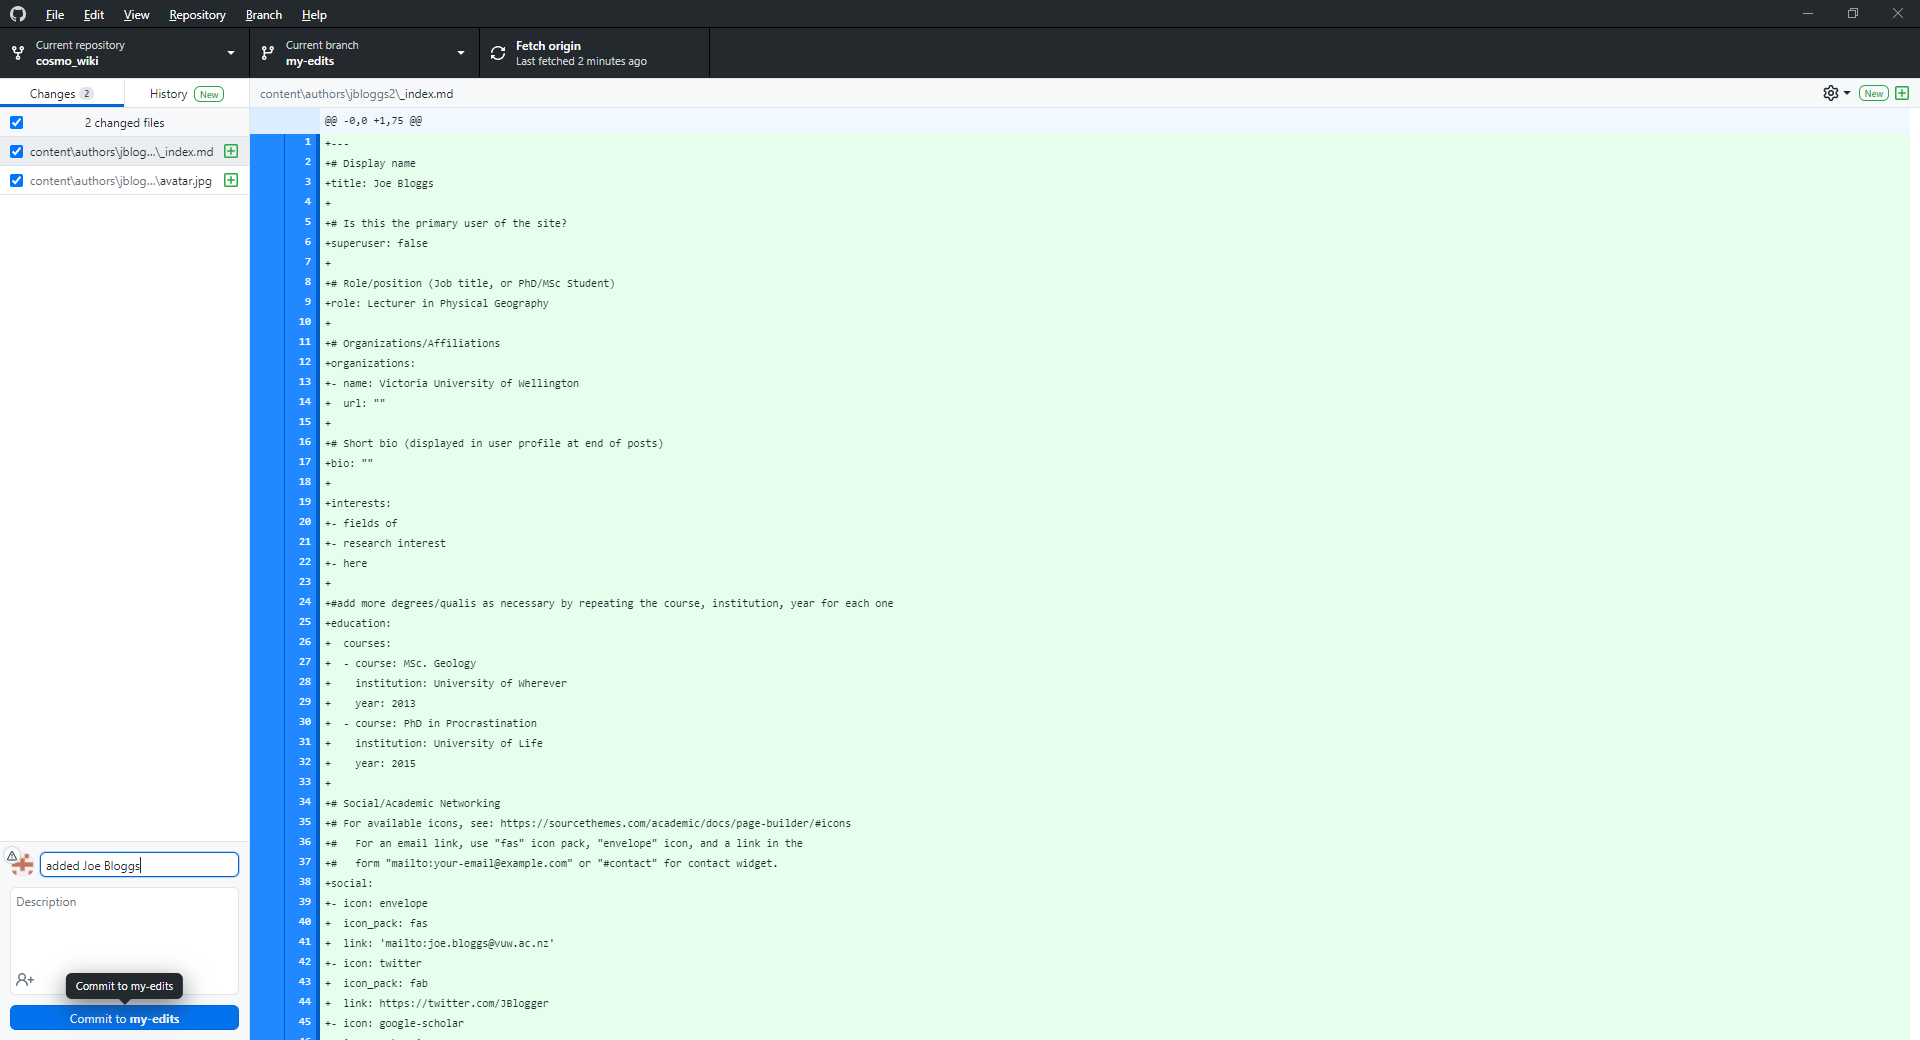 File Edit View Repository Branch Help
Current repository
cosmo_wiki
Current branch
my-edits
Fetch origin
Last fetched 2 minutes ago
Changes 2
History New
content\authors\jbloggs2\_index.md
New
2 changed files
content\authors\jblog...\_index.md
content\authors\jblog...\avatar.jpg
@@ -0,0 +1,75 @@
1 +---
2 +# Display name
3 +title: Joe Bloggs
4 +
5 +# Is this the primary user of the site?
6 +superuser: false
7 +
8 +# Role/position (Job title, or PhD/MSc Student)
9 +role: Lecturer in Physical Geography
10 +
11 +# Organizations/Affiliations
12 +organizations:
13 +- name: Victoria University of Wellington
14 +  url: ""
15 +
16 +# Short bio (displayed in user profile at end of posts)
17 +bio: ""
18 +
19 +interests:
20 +- fields of
21 +- research interest
22 +- here
23 +
24 +#add more degrees/qualis as necessary by repeating the course, institution, year for each one
25 +education:
26 +  courses:
27 +  - course: MSc. Geology
28 +    institution: University of Wherever
29 +    year: 2013
30 +  - course: PhD in Procrastination
31 +    institution: University of Life
32 +    year: 2015
33 +
34 +# Social/Academic Networking
35 +# For available icons, see: https://sourcethemes.com/academic/docs/page-builder/#icons
36 +#   For an email link, use "fas" icon pack, "envelope" icon, and a link in the
37 +#   form "mailto:your-email@example.com" or "#contact" for contact widget.
38 +social:
39 +- icon: envelope
40 +  icon_pack: fas
41 +  link: 'mailto:joe.bloggs@vuw.ac.nz'
42 +- icon: twitter
43 +  icon_pack: fab
44 +  link: https://twitter.com/JBlogger
45 +- icon: google-scholar
added Joe Bloggs
Description
Commit to my-edits
Commit to my-edits